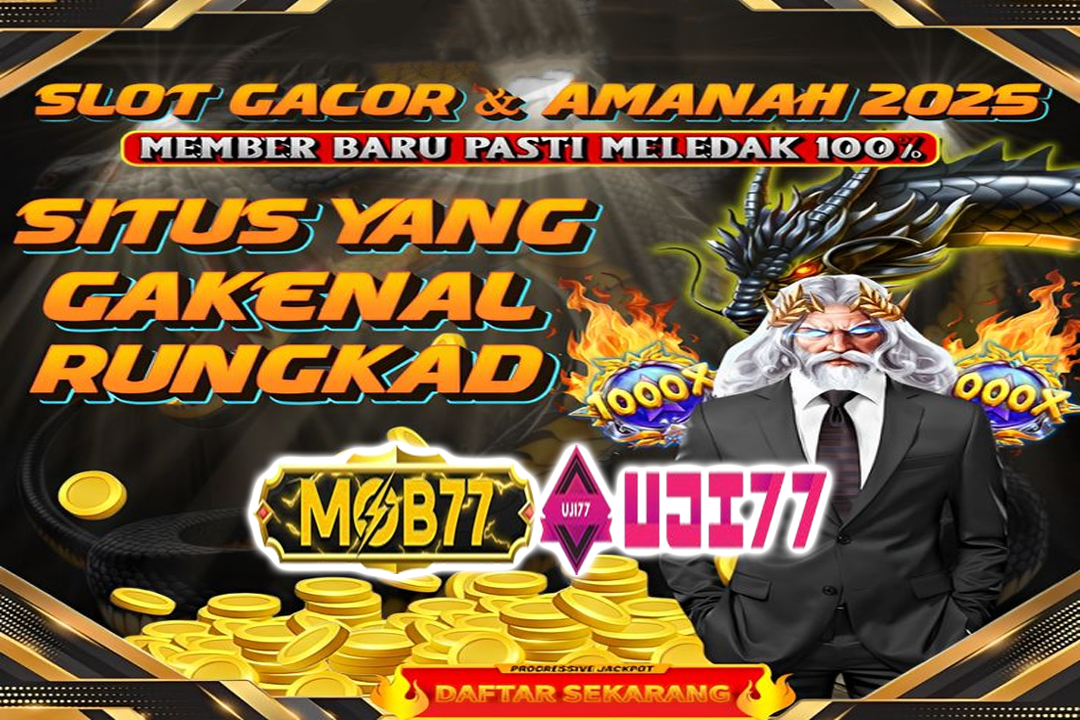 SLOT GACOR & AMANAH 2025
MEMBER BARU PASTI MELEDAK 100%
SITUS YANG
GAKENAL
RUNGKAD
1000X
000X
MOB77
UJI77
UJI77
PROGRESSIVE JACKPOT
DAFTAR SEKARANG